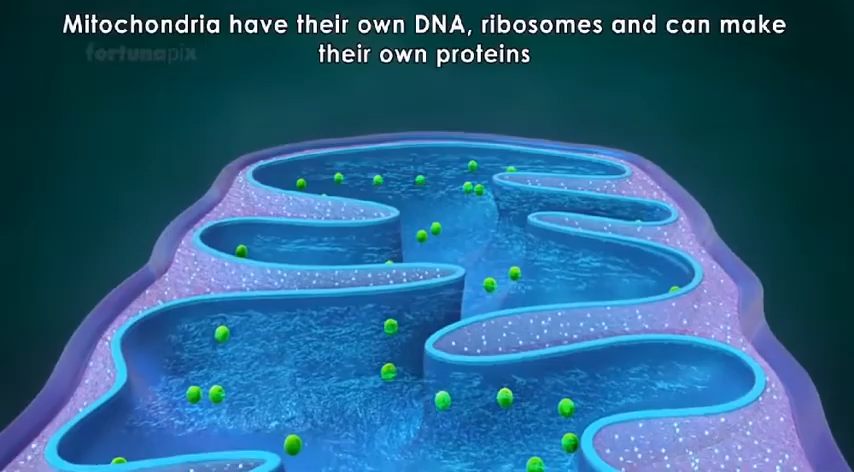 Mitochondria have their own DNA, ribosomes and can make
their own proteins
fortunapix